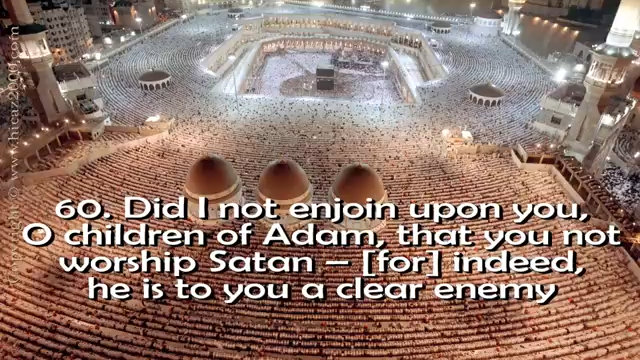 60. Did I not enjoin upon you,
O children of Adam, that you not
worship Satan – [for] indeed,
he is to you a clear enemy